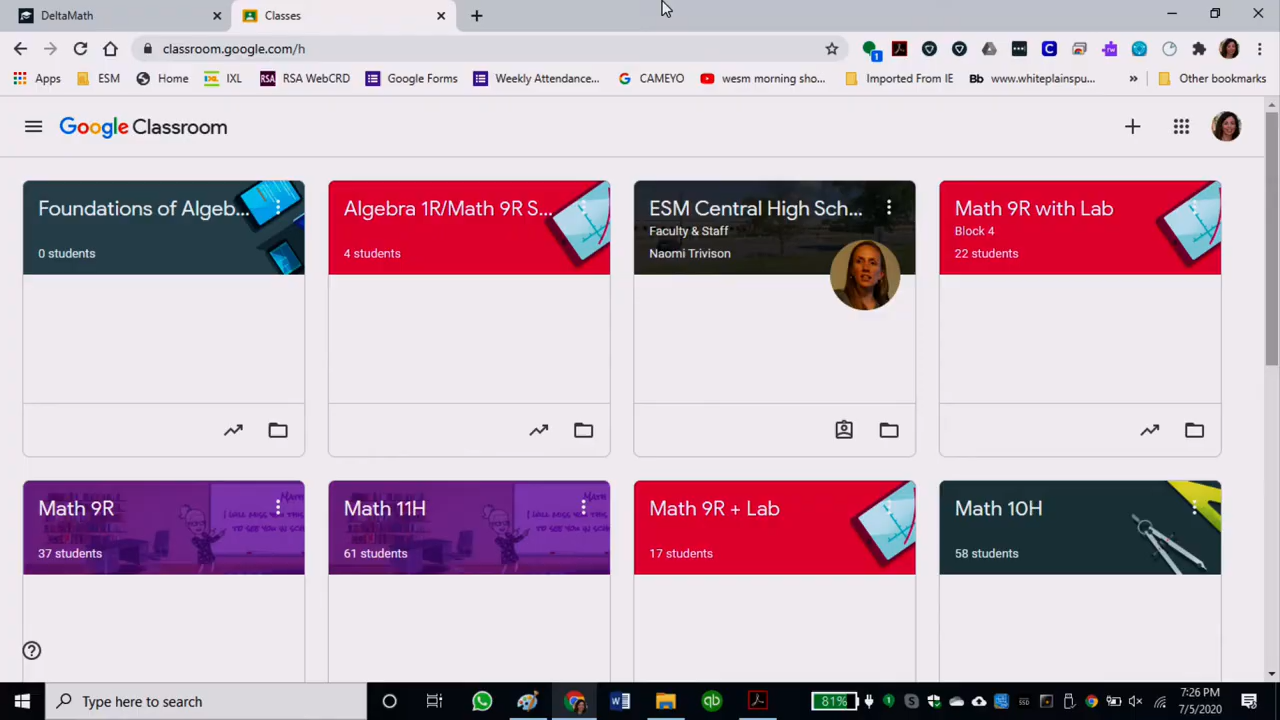 DeltaMath
Classes
classroom.google.com/h
1
Apps
ESM
Home
IXL
RSA WebCRD
Google Forms
Weekly Attendance...
CAMEYO
wesm morning sho...
Imported From IE
Bb
www.whiteplainspu...
Other bookmarks
Google Classroom
Foundations of Algeb...
0 students
Algebra 1R/Math 9R S...
4 students
ESM Central High Sch...
Faculty & Staff
Naomi Trivison
Math 9R with Lab
Block 4
22 students
Math 9R
37 students
Math 11H
61 students
Math 9R + Lab
17 students
Math 10H
58 students
Type here to search
81%
7:26 PM
7/5/2020